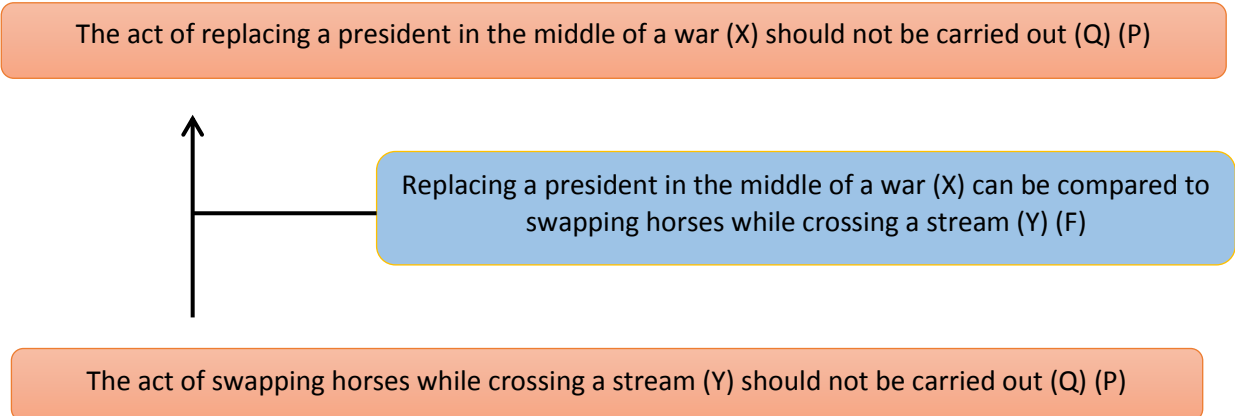 The act of replacing a president in the middle of a war (X) should not be carried out (Q) (P)
Replacing a president in the middle of a war (X) can be compared to
swapping horses while crossing a stream (Y) (F)
The act of swapping horses while crossing a stream (Y) should not be carried out (Q) (P)